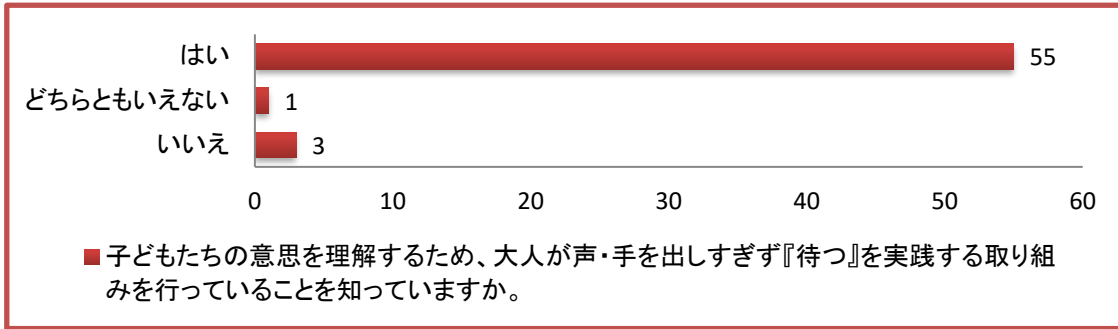 はい 55
どちらともいえない 1
いいえ 3
0 10 20 30 40 50 60
子どもたちの意思を理解するため、大人が声・手を出しすぎず『待つ』を実践する取り組
みを行っていることを知っていますか。